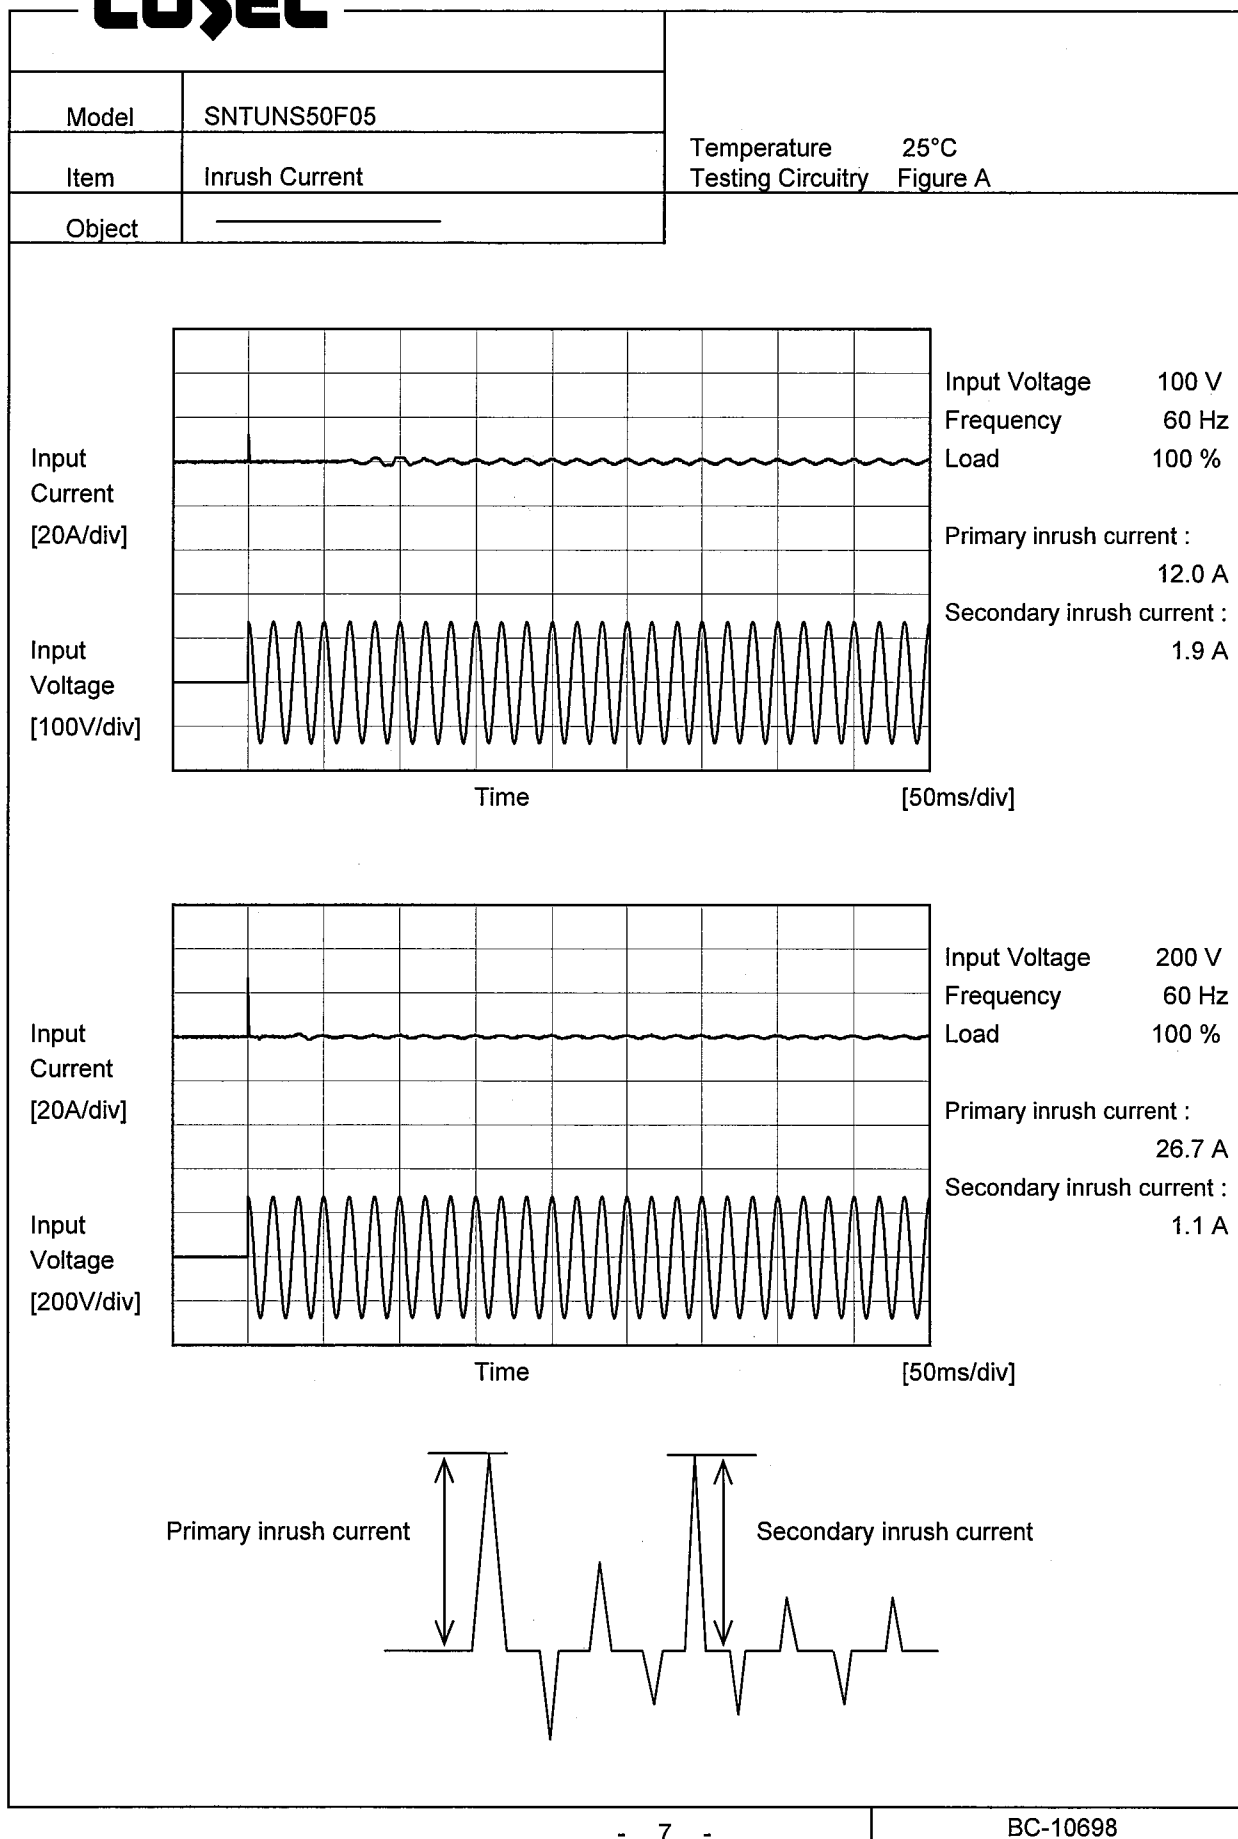 COSEL
Model SNTUNS50F05
Temperature 25°C
Item Inrush Current
Testing Circuitry Figure A
Object
Input Voltage 100 V
Frequency 60 Hz
Load 100 %
Input
Current
[20A/div]
Primary inrush current :
12.0 A
Secondary inrush current :
1.9 A
Input
Voltage
[100V/div]
Time [50ms/div]
Input Voltage 200 V
Frequency 60 Hz
Load 100 %
Input
Current
[20A/div]
Primary inrush current :
26.7 A
Secondary inrush current :
1.1 A
Input
Voltage
[200V/div]
Time [50ms/div]
Primary inrush current
Secondary inrush current
- 7 -
BC-10698